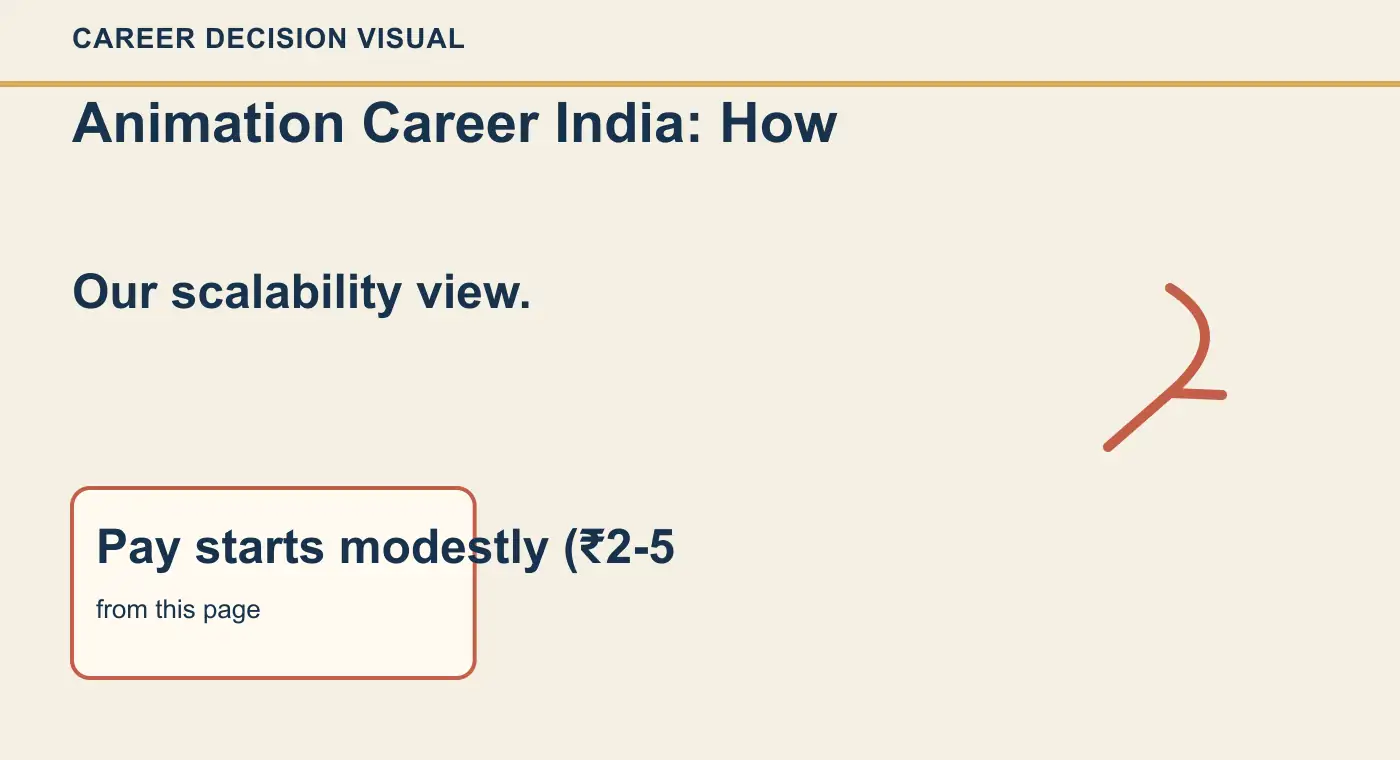 CAREER DECISION VISUAL
Animation Career India: How
Our scalability view.
Pay starts modestly (₹2-5
from this page